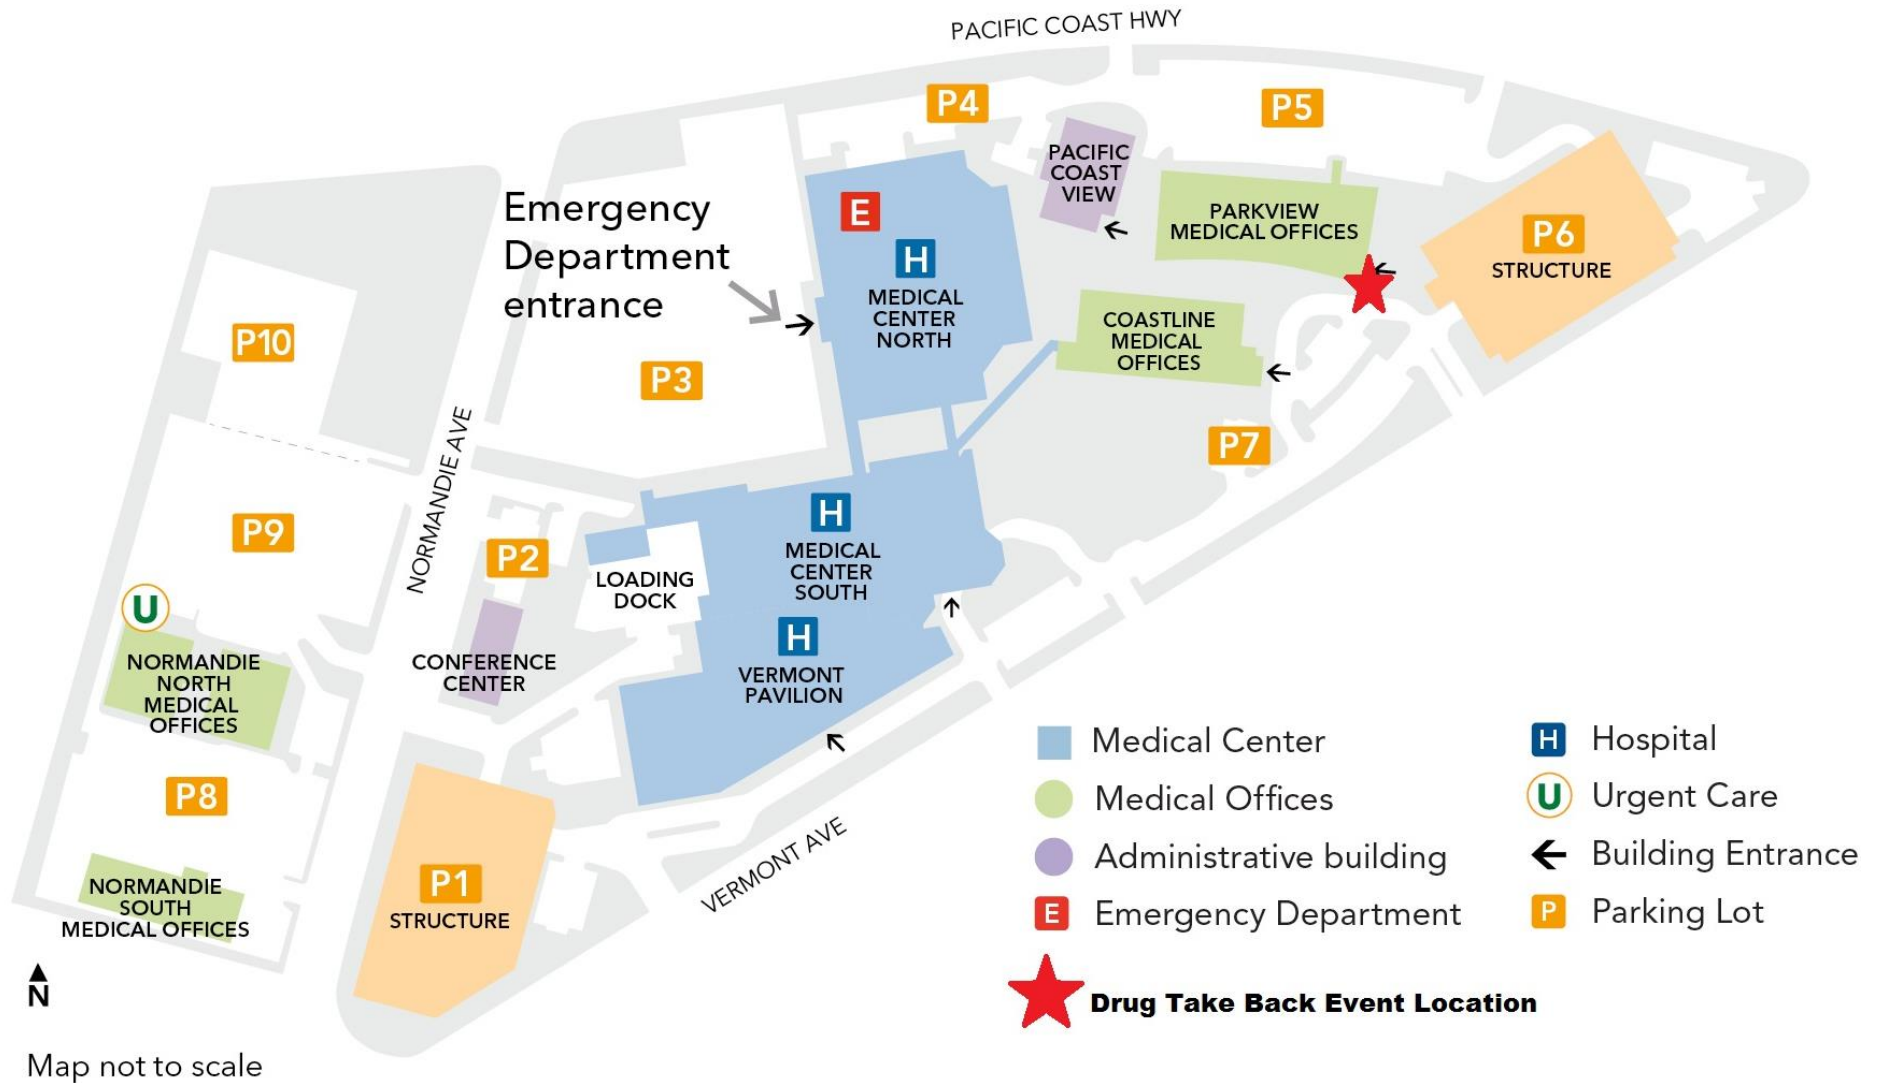 PACIFIC COAST HWY
P4
P5
PACIFIC
COAST
VIEW
E
Emergency
Department
entrance
H
MEDICAL
CENTER
NORTH
PARKVIEW
MEDICAL OFFICES
P6
STRUCTURE
COASTLINE
MEDICAL
OFFICES
P10
P3
P7
NORMANDIE AVE
P9
P2
H
MEDICAL
CENTER
SOUTH
LOADING
DOCK
U
NORMANDIE
NORTH
MEDICAL
OFFICES
CONFERENCE
CENTER
H
VERMONT
PAVILION
P8
P1
STRUCTURE
VERMONT AVE
NORMANDIE
SOUTH
MEDICAL OFFICES
N
Map not to scale
Medical Center
Medical Offices
Administrative building
E Emergency Department
H Hospital
U Urgent Care
Building Entrance
P Parking Lot
Drug Take Back Event Location